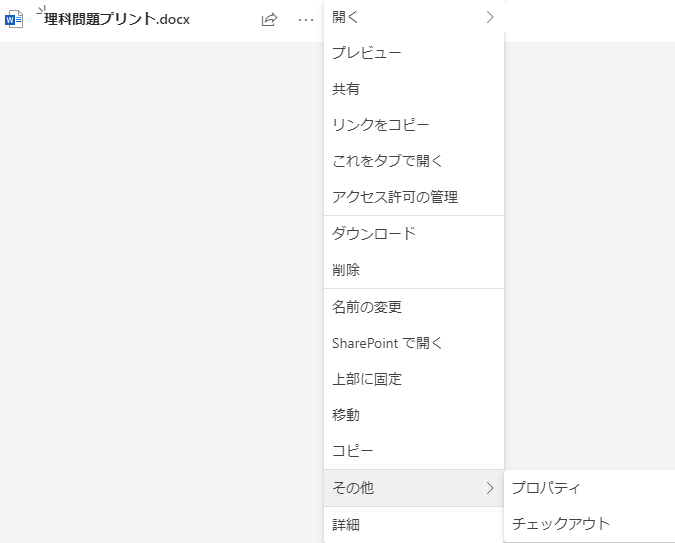 理科問題プリント.docx
開く
プレビュー
共有
リンクをコピー
これをタブで開く
アクセス許可の管理
ダウンロード
削除
名前の変更
SharePoint で開く
上部に固定
移動
コピー
その他
プロパティ
チェックアウト
詳細